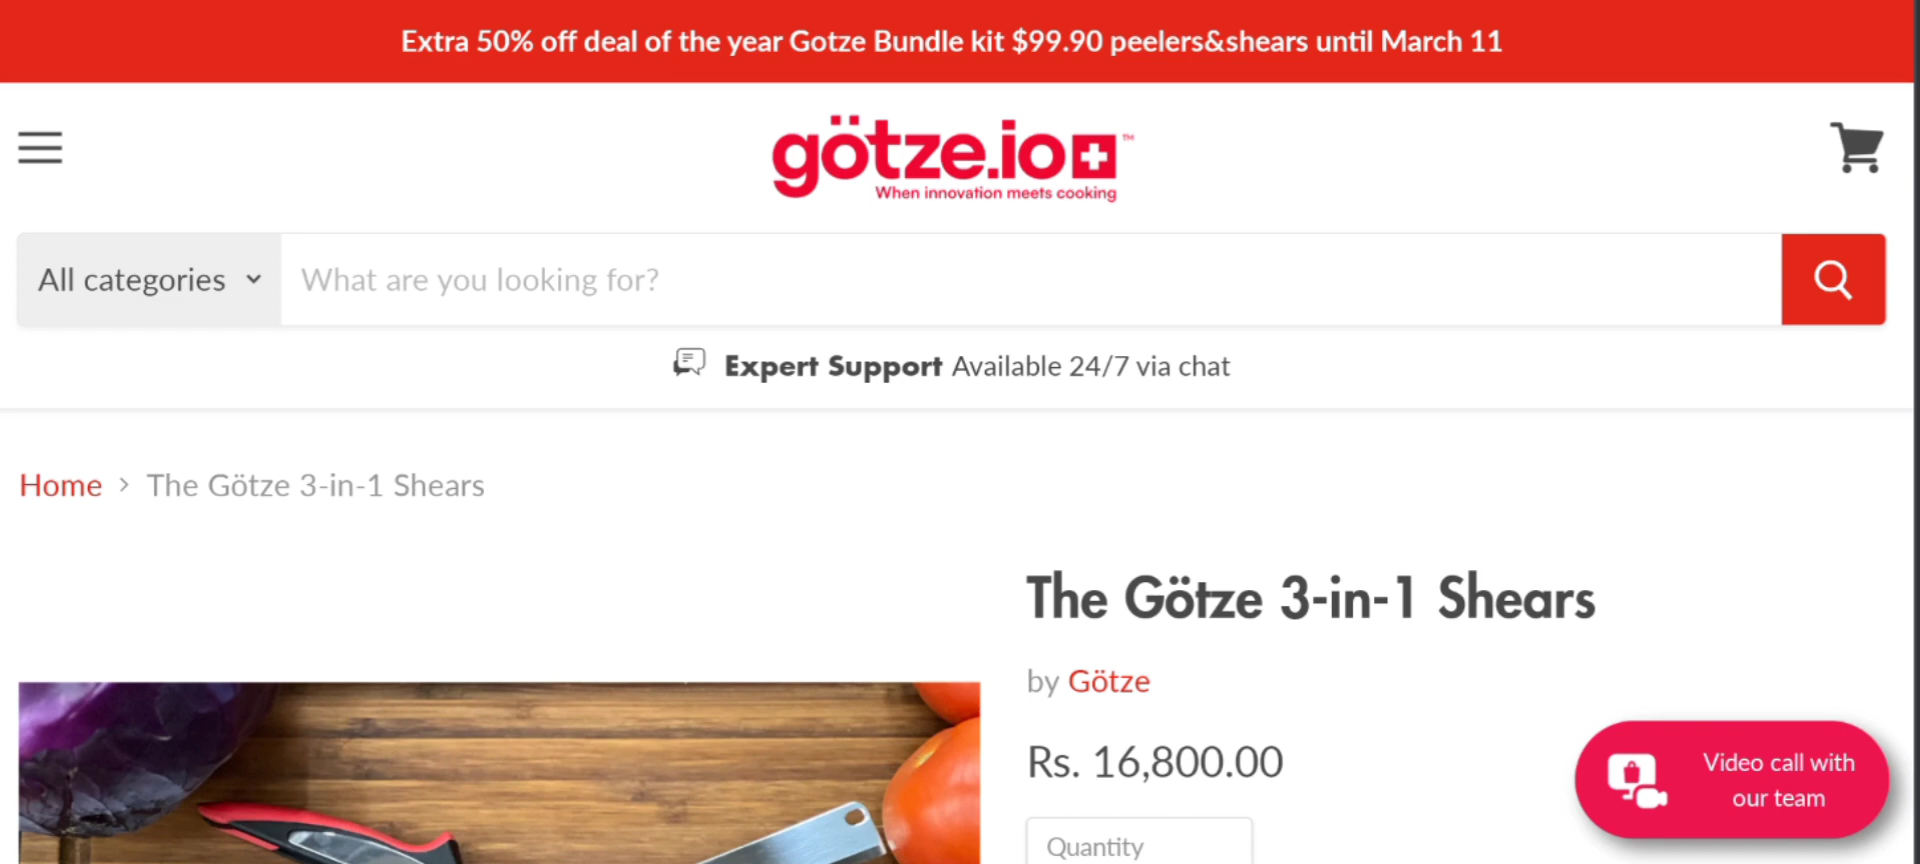 Extra 50% off deal of the year Gotze Bundle kit $99.90 peelers&shears until March 11
götze.io
™
When innovation meets cooking
All categories
What are you looking for?
Expert Support Available 24/7 via chat
Home > The Götze 3-in-1 Shears
The Götze 3-in-1 Shears
by Götze
Rs. 16,800.00
Video call with
our team
Quantity